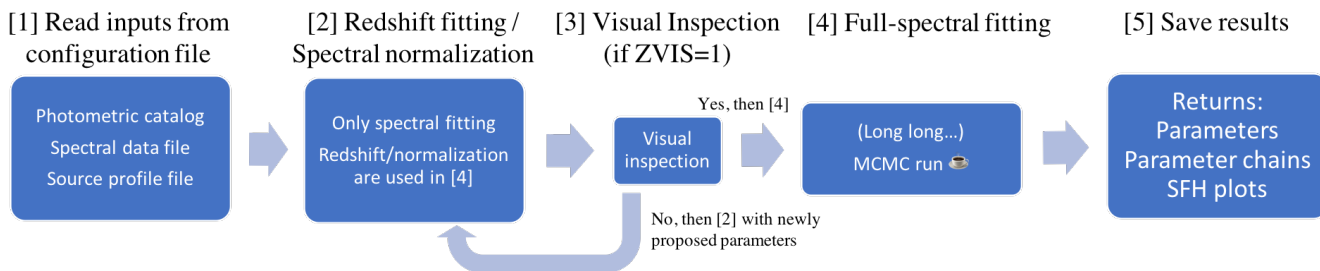 [1] Read inputs from
configuration file
Photometric catalog
Spectral data file
Source profile file
[2] Redshift fitting /
Spectral normalization
Only spectral fitting
Redshift/normalization
are used in [4]
[3] Visual Inspection
(if ZVIS=1)
Visual
inspection
Yes, then [4]
No, then [2] with newly
proposed parameters
[4] Full-spectral fitting
(Long long...)
MCMC run ☕
[5] Save results
Returns:
Parameters
Parameter chains
SFH plots